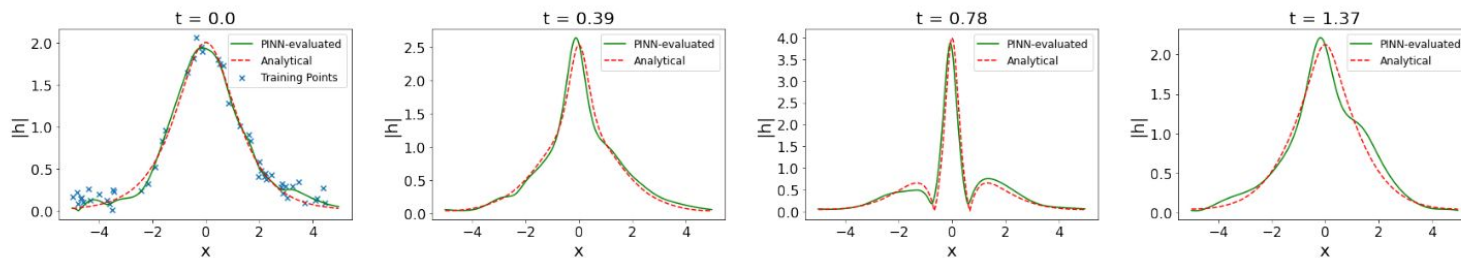 t = 0.0
PINN-evaluated
Analytical
Training Points
2.0
1.5
1.0
0.5
0.0
|h|
−4 −2 0 2 4
x
t = 0.39
PINN-evaluated
Analytical
2.5
2.0
1.5
1.0
0.5
0.0
|h|
−4 −2 0 2 4
x
t = 0.78
PINN-evaluated
Analytical
4.0
3.5
3.0
2.5
2.0
1.5
1.0
0.5
0.0
|h|
−4 −2 0 2 4
x
t = 1.37
PINN-evaluated
Analytical
2.0
1.5
1.0
0.5
0.0
|h|
−4 −2 0 2 4
x